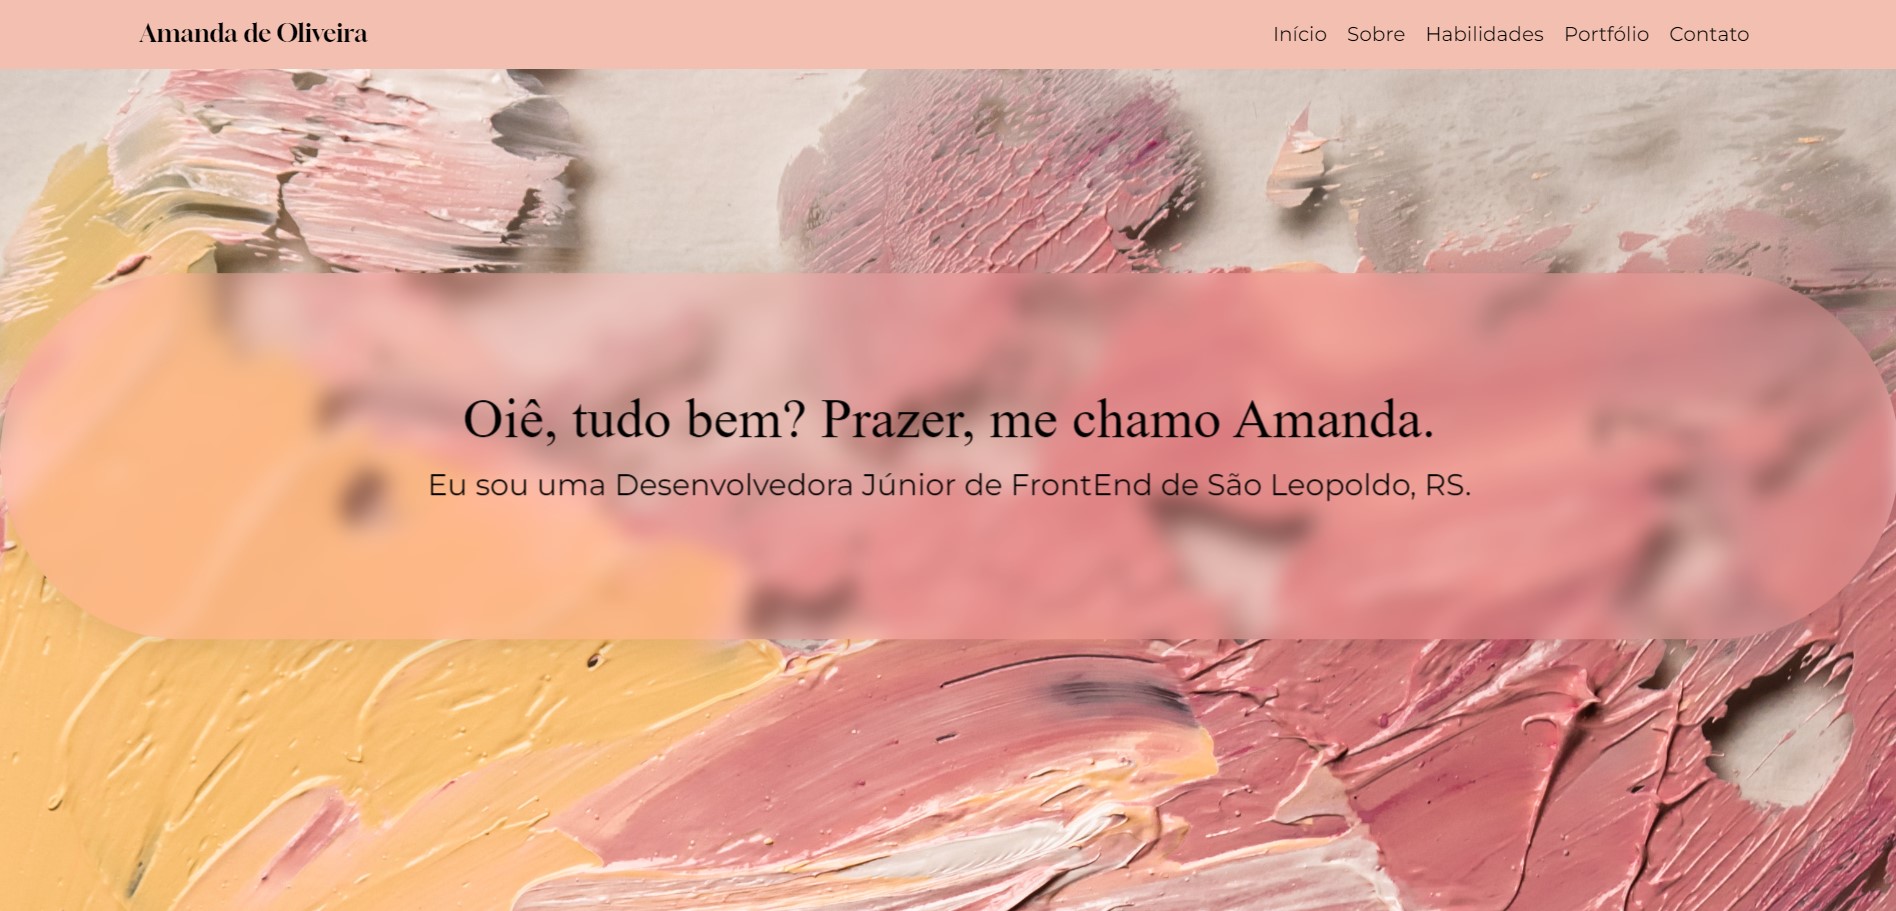 Amanda de Oliveira
Início Sobre Habilidades Portfólio Contato
Oiê, tudo bem? Prazer, me chamo Amanda.
Eu sou uma Desenvolvedora Júnior de FrontEnd de São Leopoldo, RS.